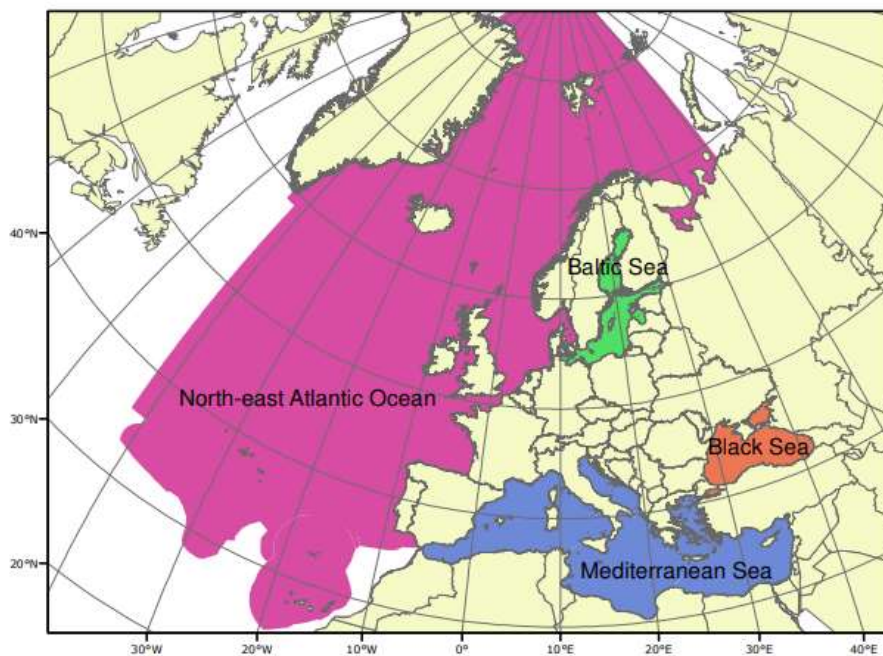 40°N
Baltic Sea
North-east Atlantic Ocean
30°N
Black Sea
20°N
Mediterranean Sea
30°W
20°W
10°W
0°
10°E
20°E
30°E
40°E